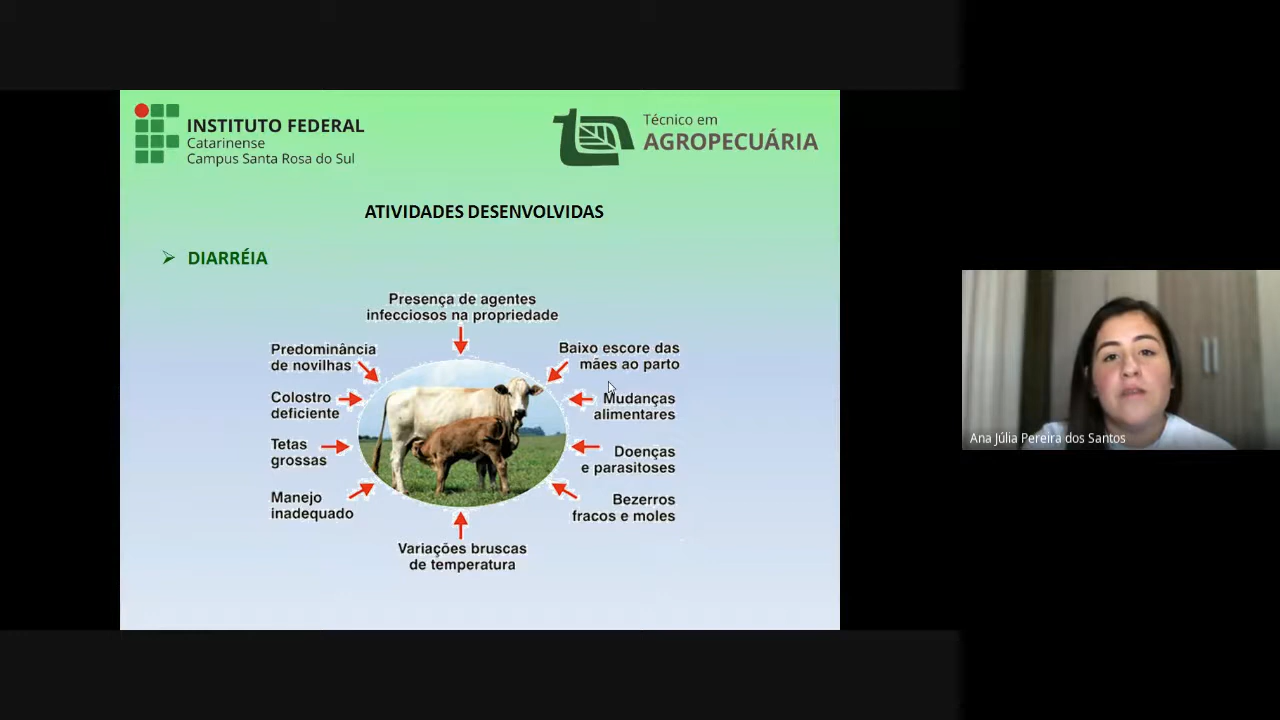 INSTITUTO FEDERAL
Catarinense
Campus Santa Rosa do Sul
Técnico em
AGROPECUÁRIA
ATIVIDADES DESENVOLVIDAS
DIARRÉIA
Presença de agentes
infecciosos na propriedade
Predominância
de novilhas
Colostro
deficiente
Tetas
grossas
Manejo
inadequado
Variações bruscas
de temperatura
Baixo escore das
mães ao parto
Mudanças
alimentares
Doenças
e parasitoses
Bezerros
fracos e moles
Ana Júlia Pereira dos Santos